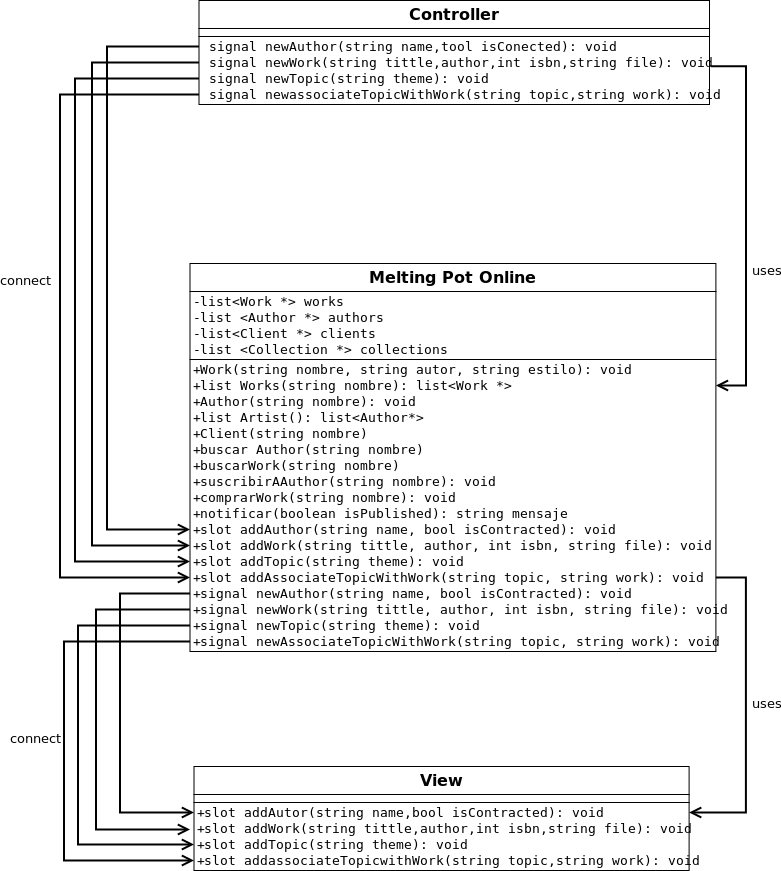 Controller
signal newAuthor(string name,tool isConected): void
signal newWork(string tittle,author,int isbn,string file): void
signal newTopic(string theme): void
signal newassociateTopicWithWork(string topic,string work): void
connect
uses
Melting Pot Online
-list<Work *> works
-list <Author *> authors
-list<Client *> clients
-list <Collection *> collections
+Work(string nombre, string autor, string estilo): void
+list Works(string nombre): list<Work *>
+Author(string nombre): void
+list Artist(): list<Author*>
+Client(string nombre)
+buscar Author(string nombre)
+buscarWork(string nombre)
+suscribirAAuthor(string nombre): void
+comprarWork(string nombre): void
+notificar(boolean isPublished): string mensaje
+slot addAuthor(string name, bool isContracted): void
+slot addWork(string tittle, author, int isbn, string file): void
+slot addTopic(string theme): void
+slot addAssociateTopicWithWork(string topic, string work): void
+signal newAuthor(string name, bool isContracted): void
+signal newWork(string tittle, author, int isbn, string file): void
+signal newTopic(string theme): void
+signal newAssociateTopicWithWork(string topic, string work): void
uses
connect
View
+slot addAutor(string name,bool isContracted): void
+slot addWork(string tittle,author,int isbn,string file): void
+slot addTopic(string theme): void
+slot addassociateTopicwithWork(string topic,string work): void